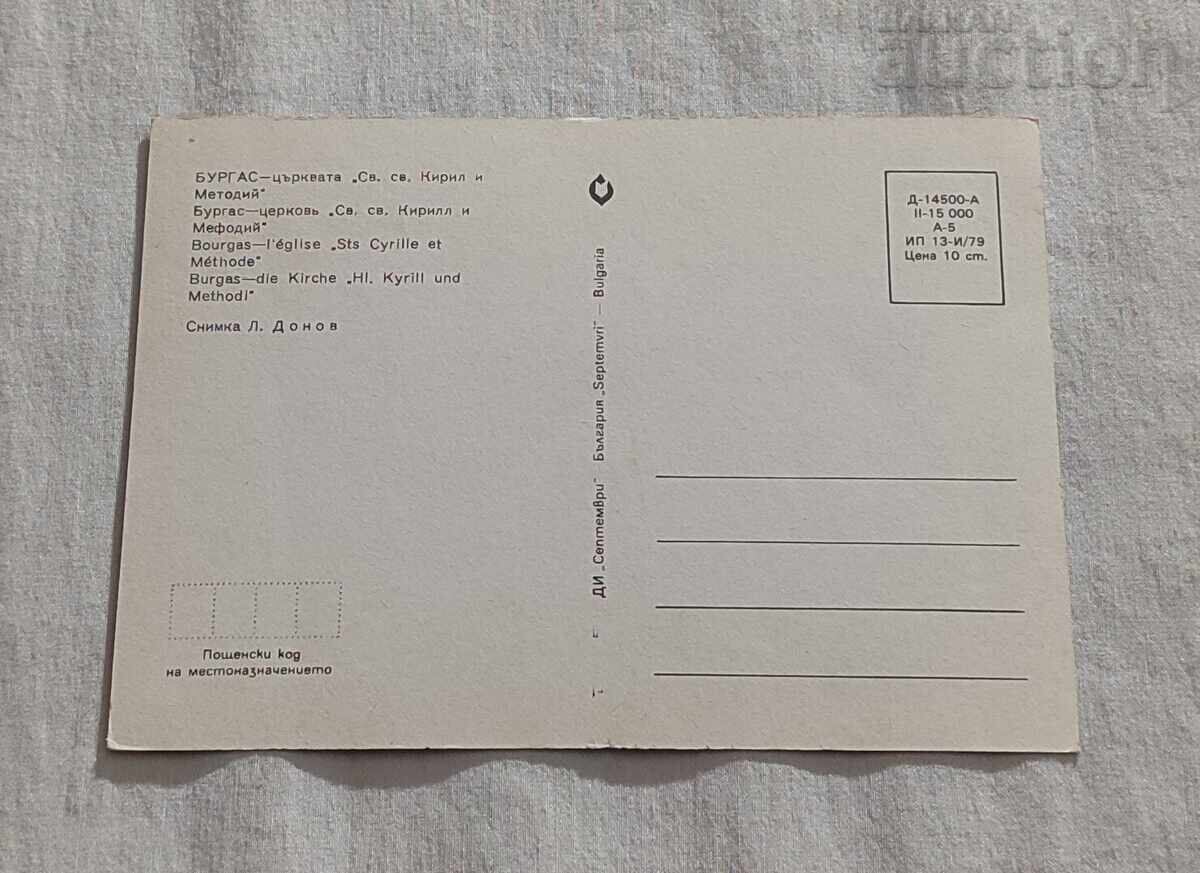 auction
БУРГАС—църквата „Св. св. Кирил и
Методий“
Бургас—церковь „Св. св. Кирилл и
Мефодий“
Bourgas—l'église „Sts Cyrille et
Méthode“
Burgas—die Kirche „Hl. Kyrill und
Methodi“
Снимка Л. Донов
Пощенски код
на местоназначението
ДИ „Септември“ България „Septemvri“ — Bulgaria
Д-14500-А
II-15 000
А-5
ИП 13-И/79
Цена 10 ст.